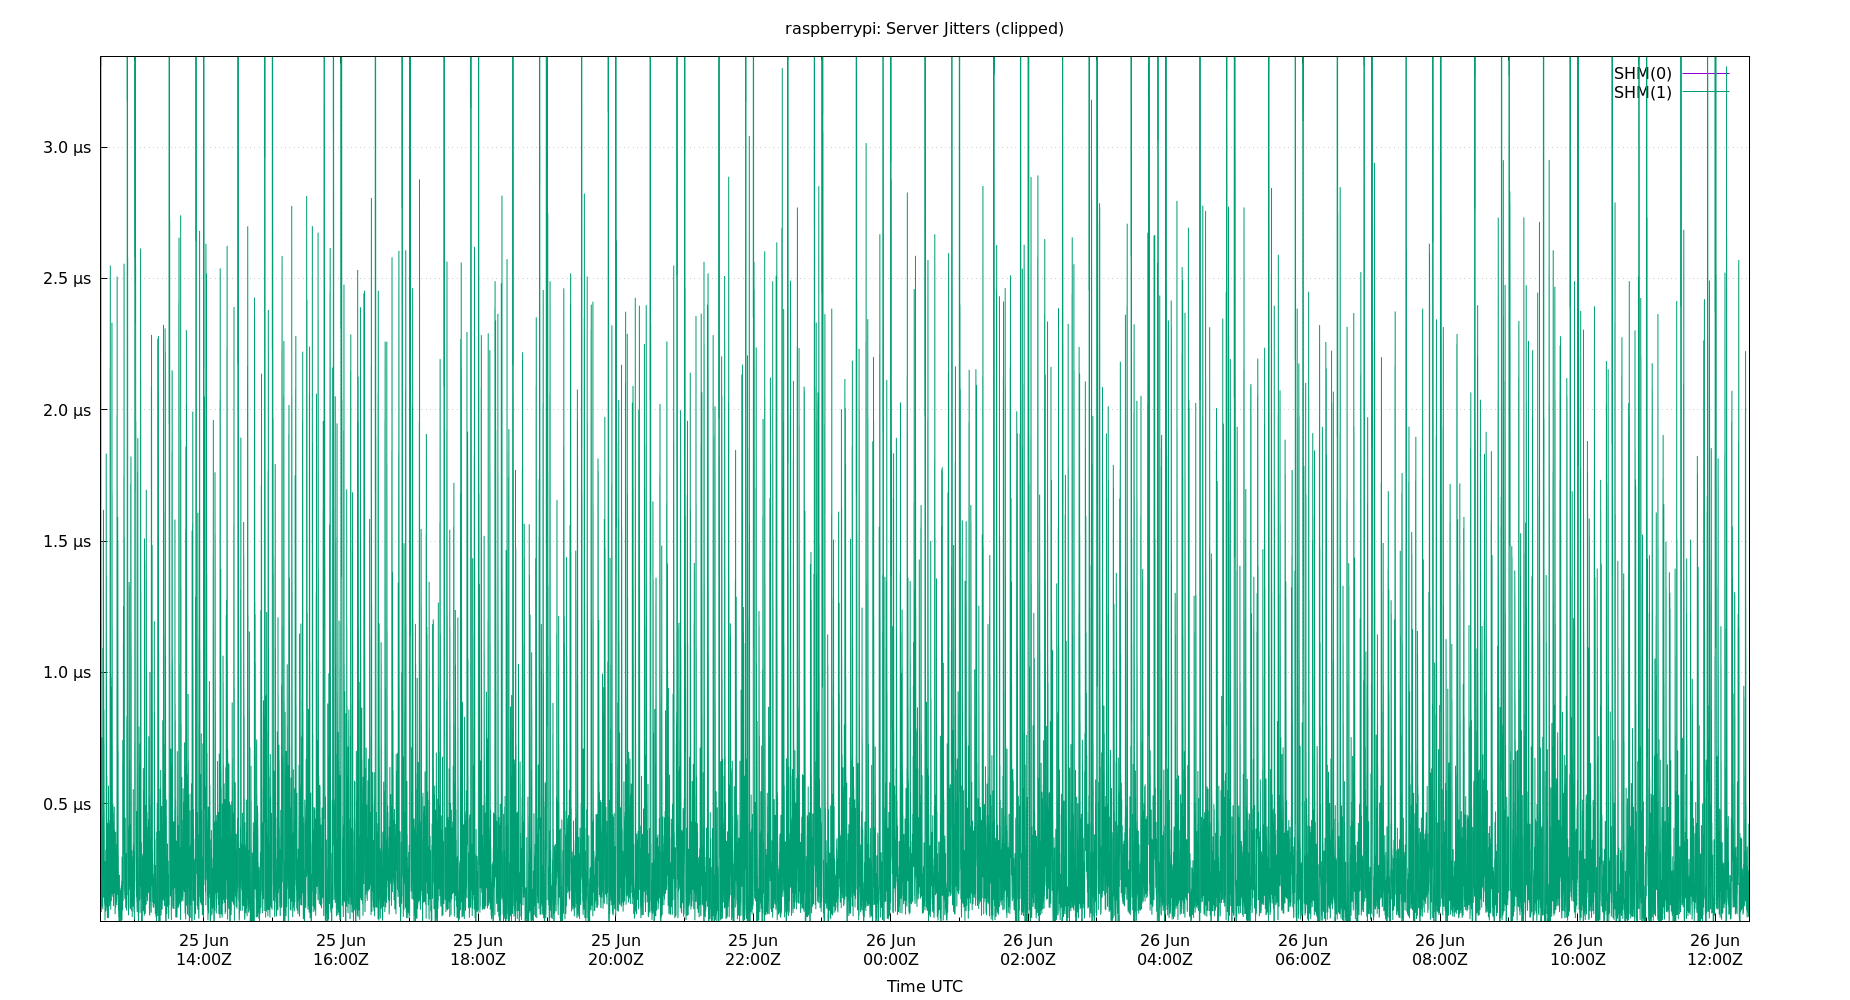 raspberrypi: Server Jitters (clipped)
SHM(0)
SHM(1)
3.0 µs
2.5 µs
2.0 µs
1.5 µs
1.0 µs
0.5 µs
25 Jun 25 Jun 25 Jun 25 Jun 25 Jun 26 Jun 26 Jun 26 Jun 26 Jun 26 Jun 26 Jun 26 Jun
14:00Z 16:00Z 18:00Z 20:00Z 22:00Z 00:00Z 02:00Z 04:00Z 06:00Z 08:00Z 10:00Z 12:00Z
Time UTC